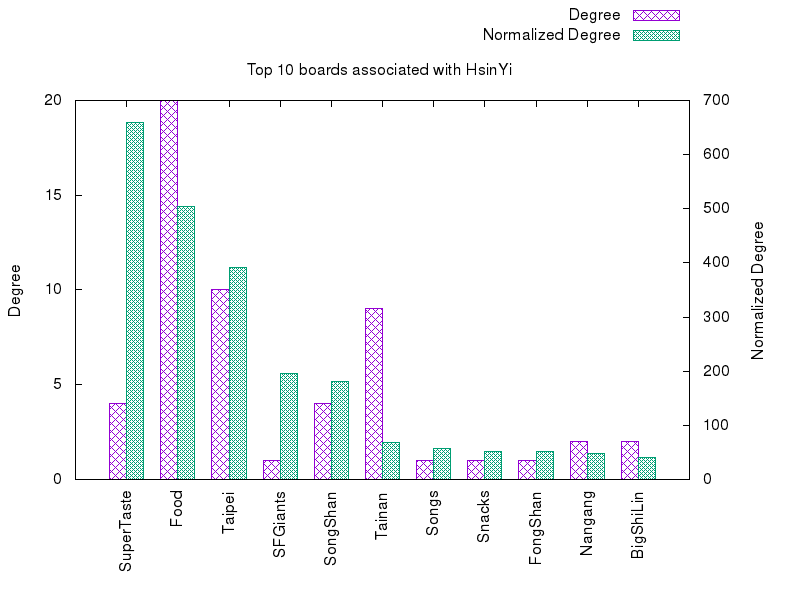 Degree
Normalized Degree
Top 10 boards associated with HsinYi
20
15
10
5
0
Degree
700
600
500
400
300
200
100
0
Normalized Degree
SuperTaste
Food
Taipei
SFGiants
SongShan
Tainan
Songs
Snacks
FongShan
Nangang
BigShiLin